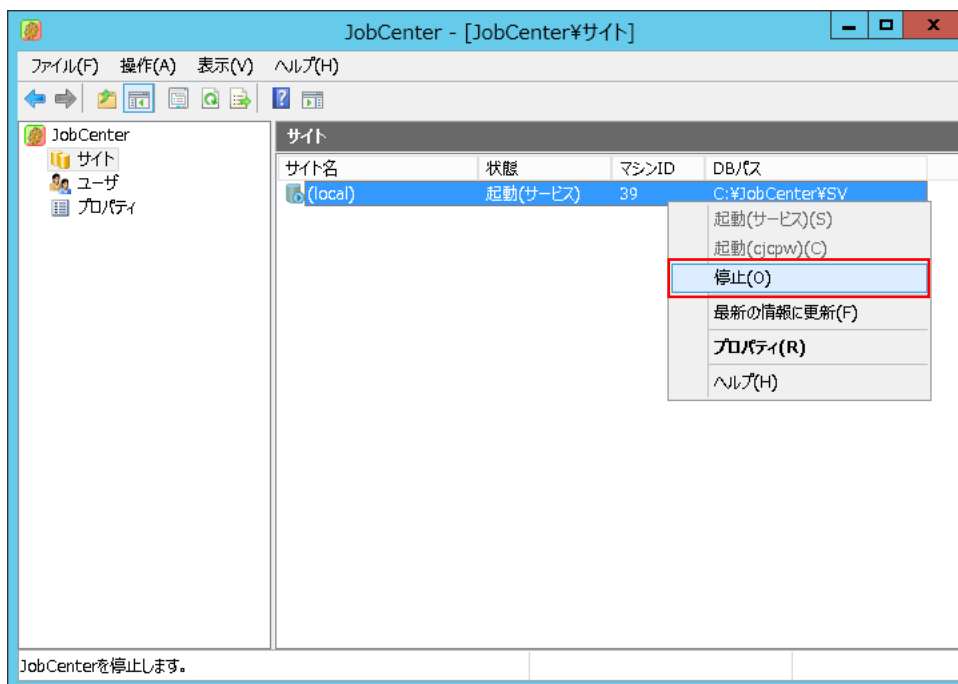 JobCenter - [JobCenter¥サイト]
ファイル(F) 操作(A) 表示(V) ヘルプ(H)
JobCenter
サイト
ユーザ
プロパティ
サイト
サイト名 状態 マシンID DBパス
(local) 起動(サービス) 39 C:¥JobCenter¥SV
起動(サービス)(S)
起動(cjcpw)(C)
停止(O)
最新の情報に更新(F)
プロパティ(R)
ヘルプ(H)
JobCenterを停止します。